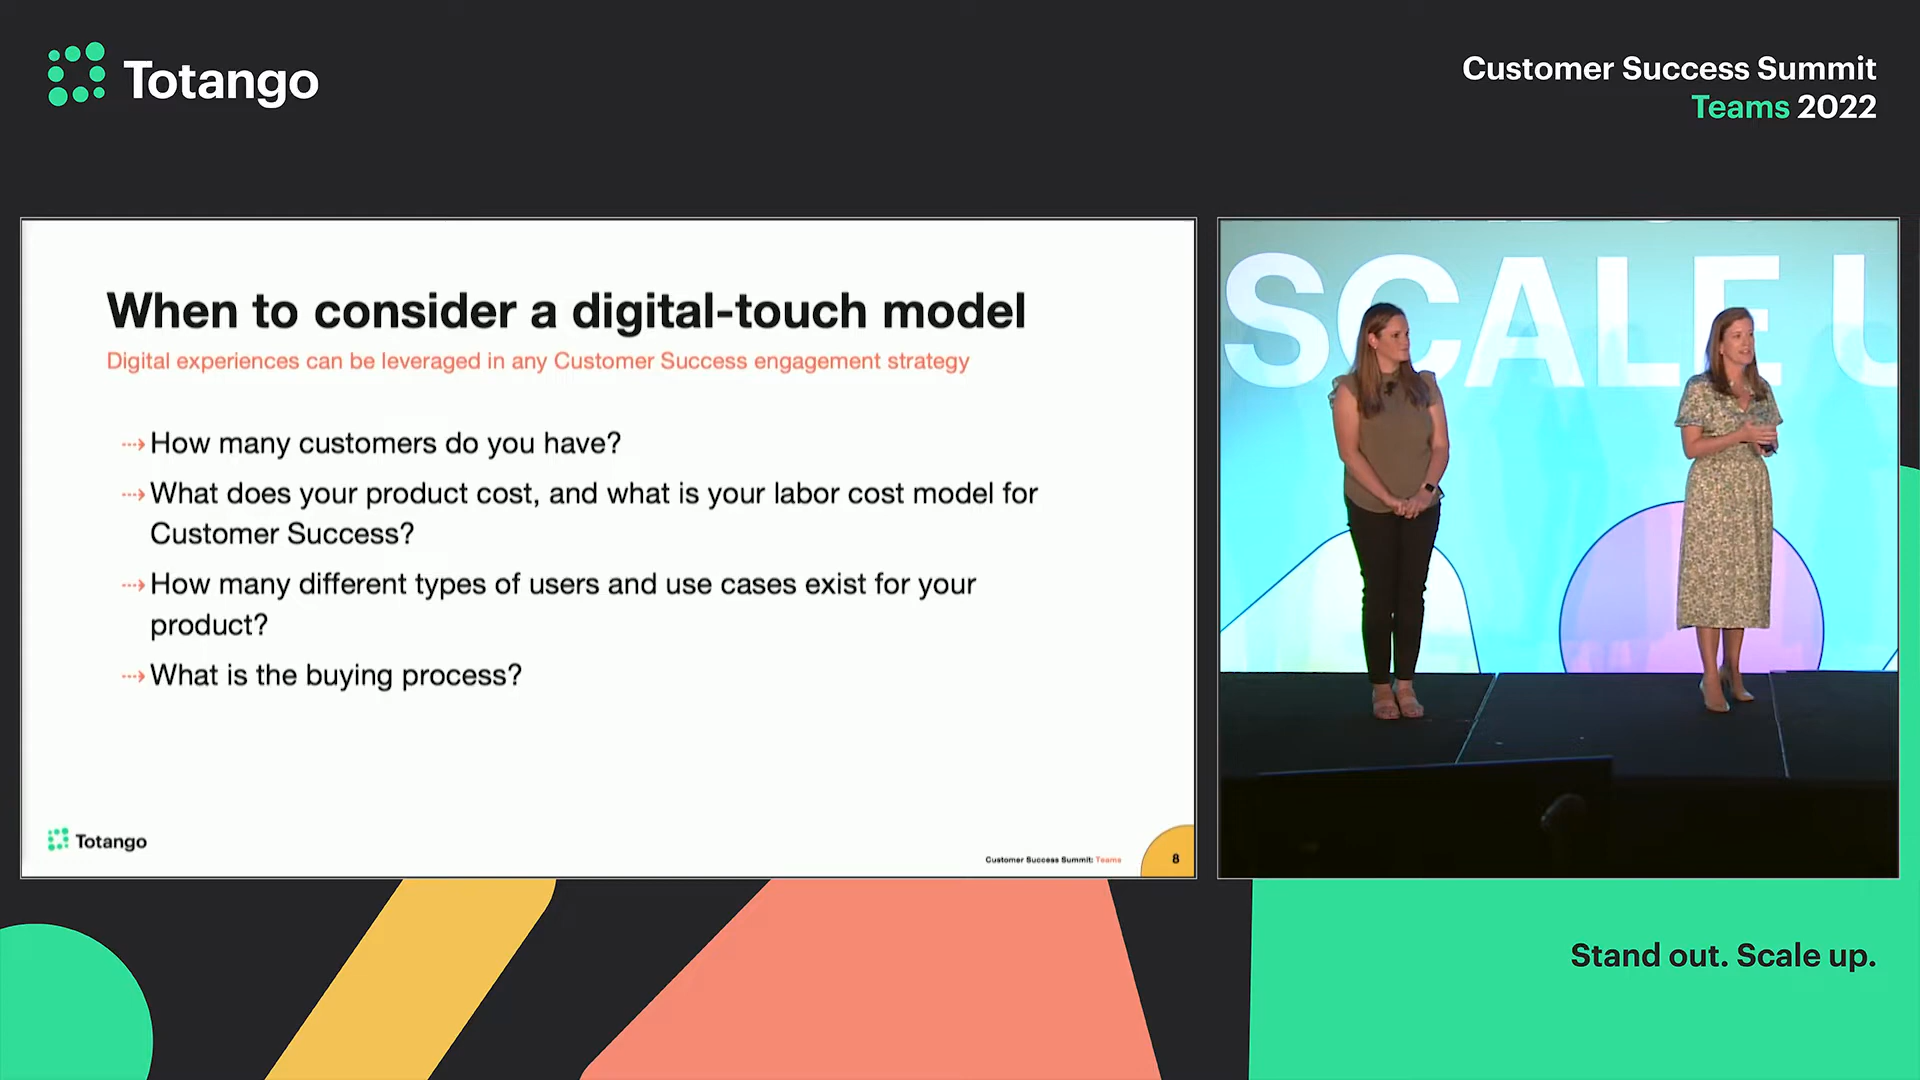 Totango
Customer Success Summit
Teams 2022
When to consider a digital-touch model
Digital experiences can be leveraged in any Customer Success engagement strategy
How many customers do you have?
What does your product cost, and what is your labor cost model for
Customer Success?
How many different types of users and use cases exist for your
product?
What is the buying process?
Totango
Customer Success Summit: Teams
8
SCALE U
Stand out. Scale up.